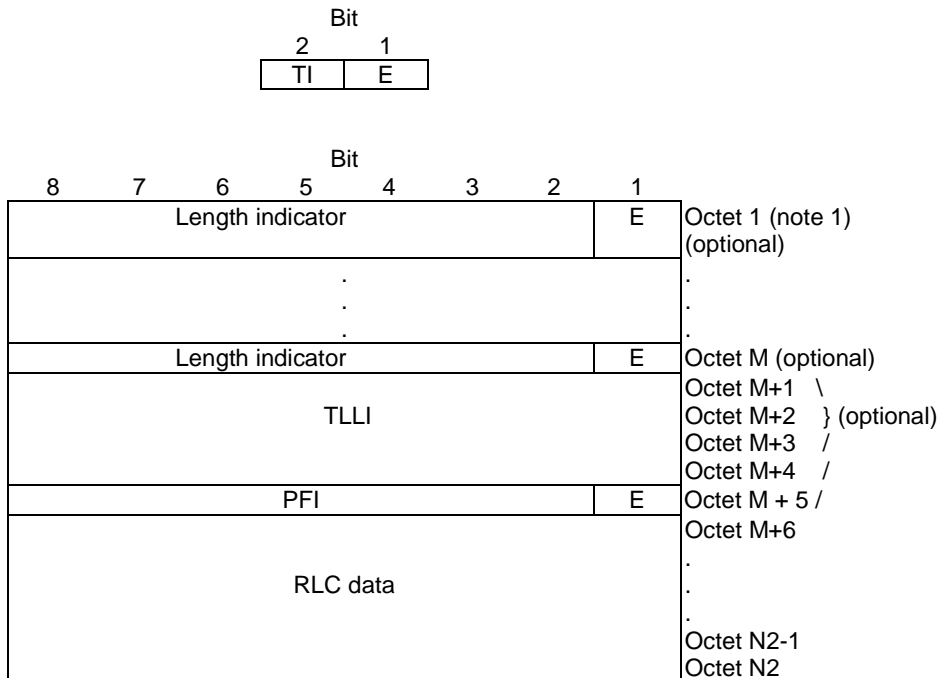 Bit
2 1
TI E
Bit
8 7 6 5 4 3 2 1
Length indicator E Octet 1 (note 1)
(optional)
. .
. .
. .
Length indicator E Octet M (optional)
Octet M+1 \
TLLI Octet M+2 } (optional)
Octet M+3 /
Octet M+4 /
PFI E Octet M + 5 /
Octet M+6
.
RLC data .
.
Octet N2-1
Octet N2